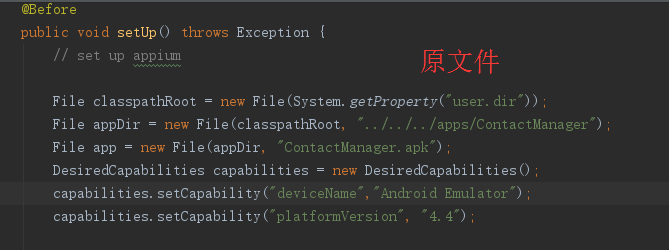 @Before
public void setUp() throws Exception {
// set up appium
原文件
File classpathRoot = new File(System.getProperty("user.dir"));
File appDir = new File(classpathRoot, "../../../apps/ContactManager");
File app = new File(appDir, "ContactManager.apk");
DesiredCapabilities capabilities = new DesiredCapabilities();
capabilities.setCapability("deviceName","Android Emulator");
capabilities.setCapability("platformVersion", "4.4");